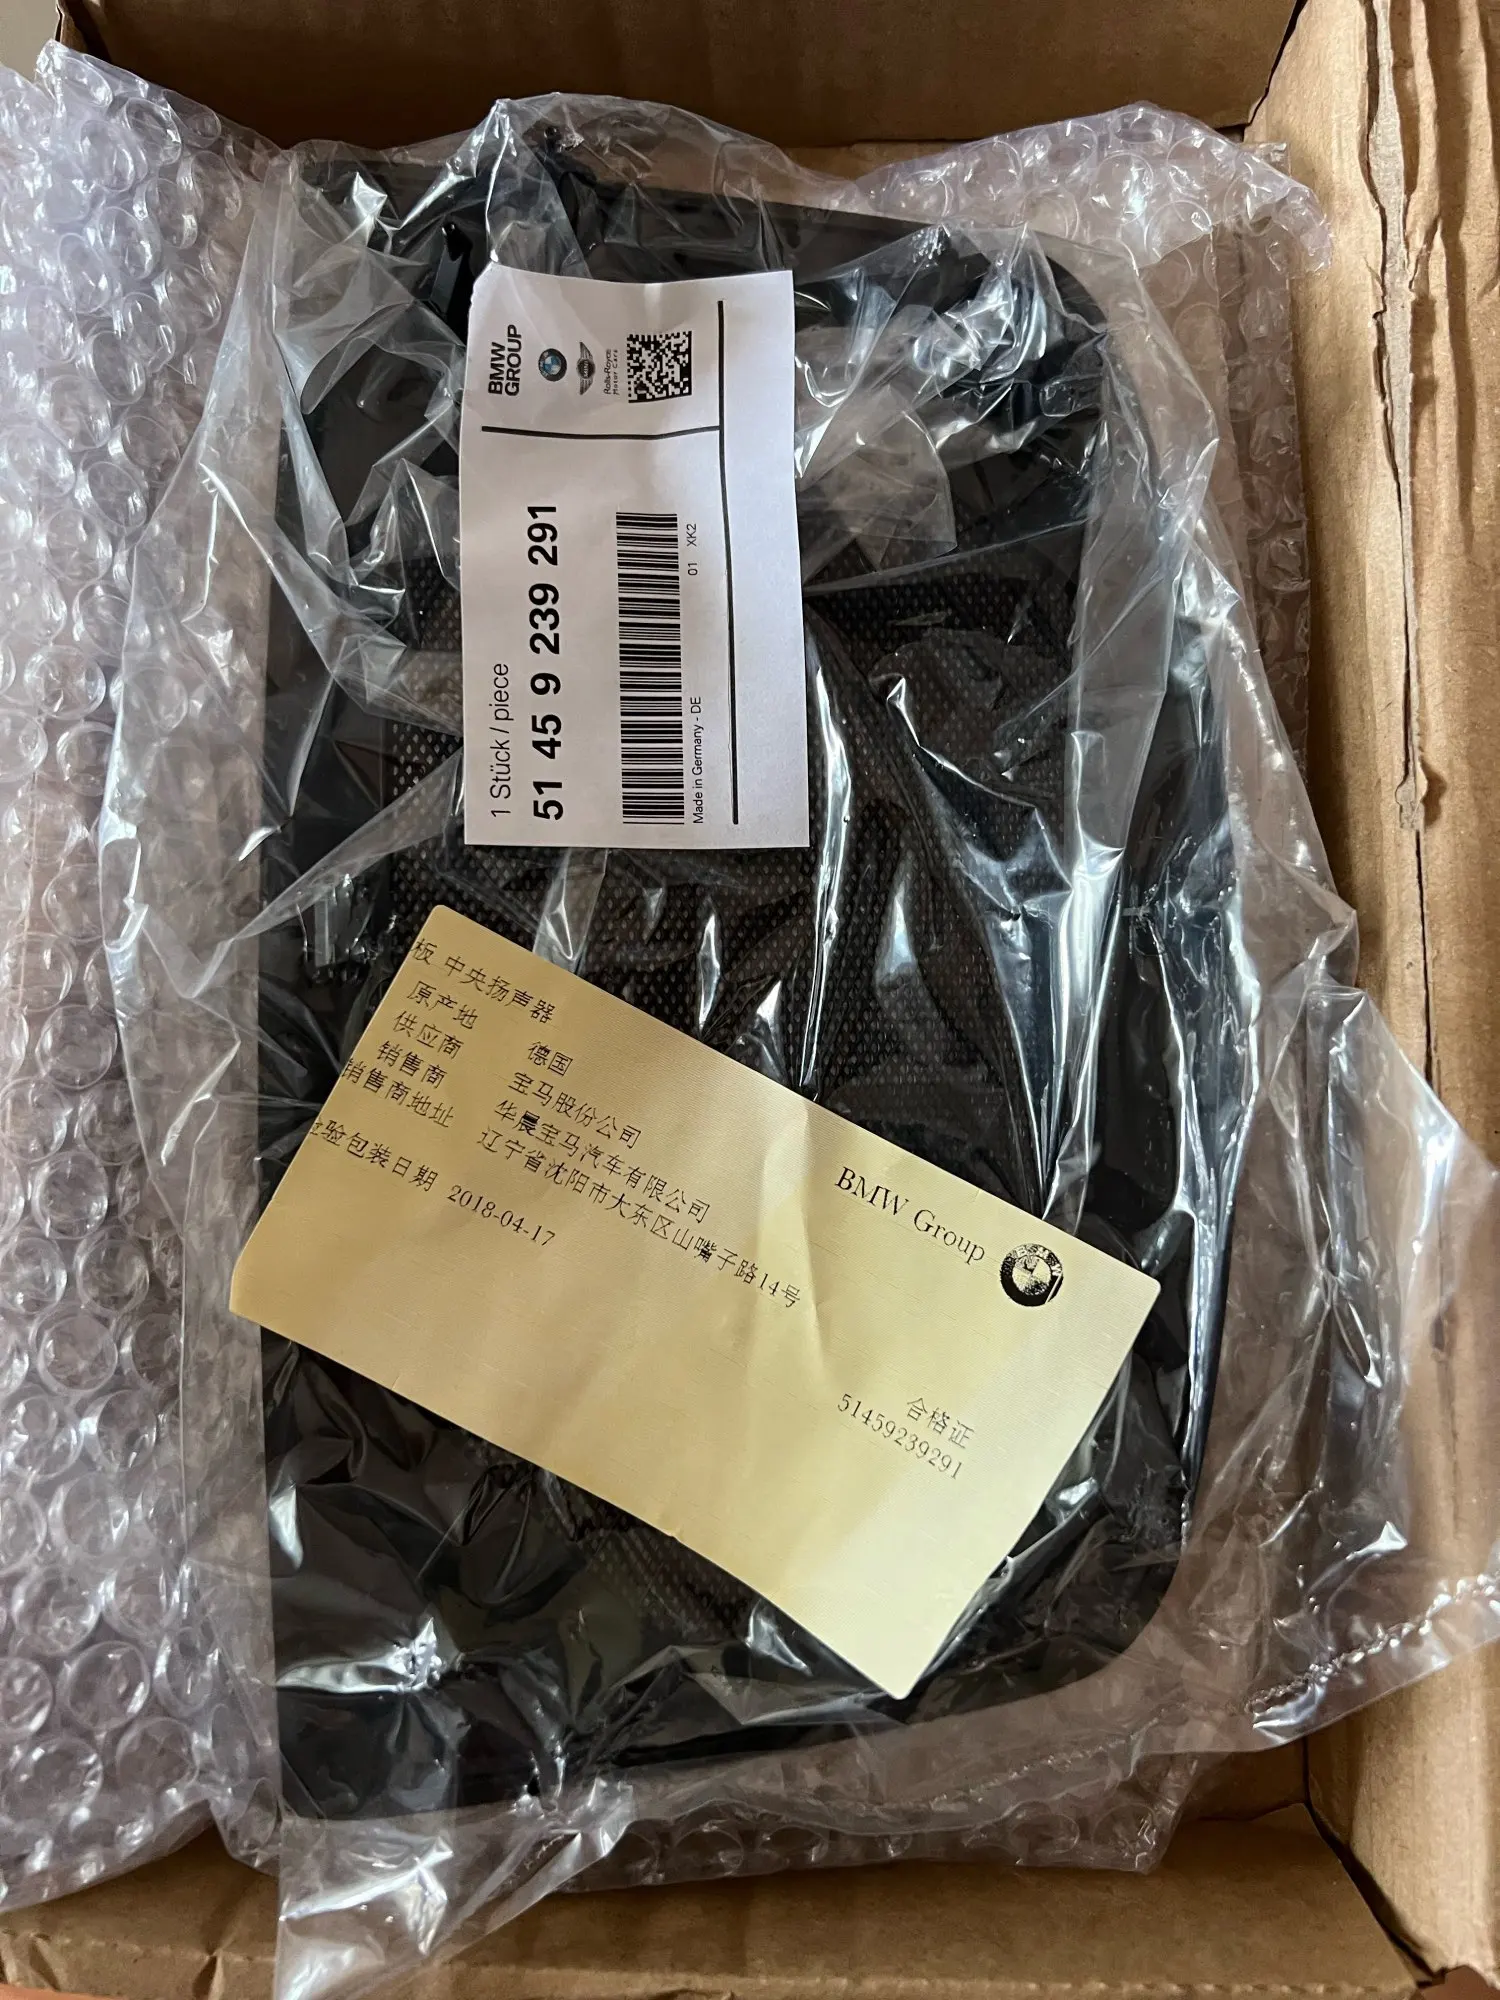 BMW
GROUP
Rolls-Royce
Motor Cars
1 Stück / piece
51 45 9 239 291
Made in Germany - DE
01 XK2
板 中央扬声器
原产地 德国
供应商 宝马股份公司
销售商 华晨宝马汽车有限公司
销售商地址 辽宁省沈阳市大东区山嘴子路14号
验包装日期 2018-04-17
BMW Group
合格证
51459239291